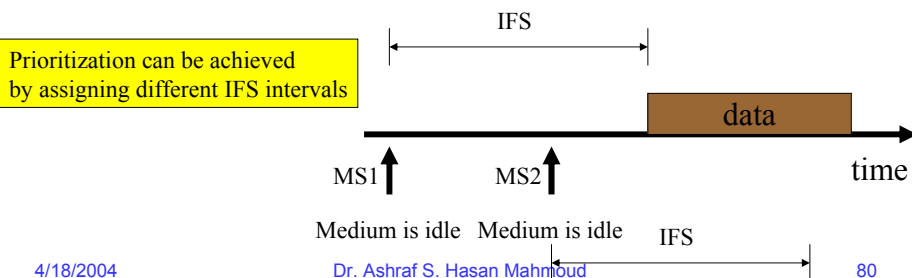 IFS
Prioritization can be achieved
by assigning different IFS intervals
data
time
MS1
MS2
Medium is idle
Medium is idle
IFS
4/18/2004
Dr. Ashraf S. Hasan Mahmoud
80